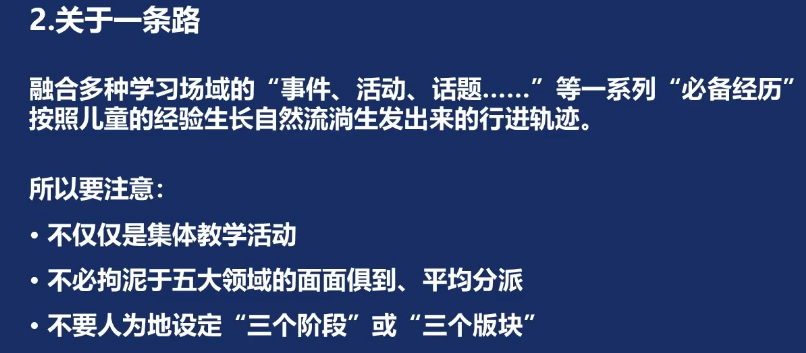 2.关于一条路
融合多种学习场域的“事件、活动、话题……”等一系列“必备经历”
按照儿童的经验生长自然流淌生发出来的行进轨迹。
所以要注意：
• 不仅仅是集体教学活动
• 不必拘泥于五大领域的面面俱到、平均分派
• 不要人为地设定“三个阶段”或“三个版块”